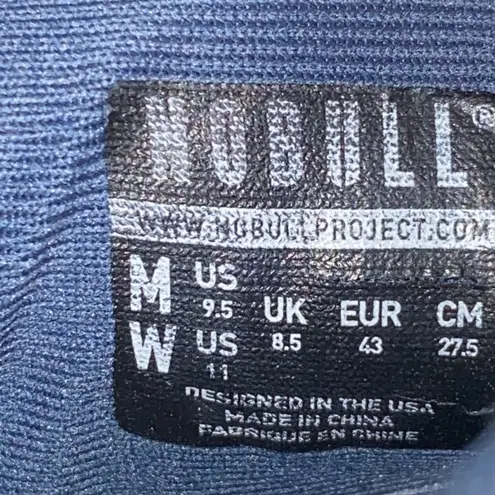 NOBULL®
WWW.NOBULLPROJECT.COM
M US 9.5 UK 8.5 EUR 43 CM 27.5
W US 11
DESIGNED IN THE USA
MADE IN CHINA
FABRIQUE EN CHINE